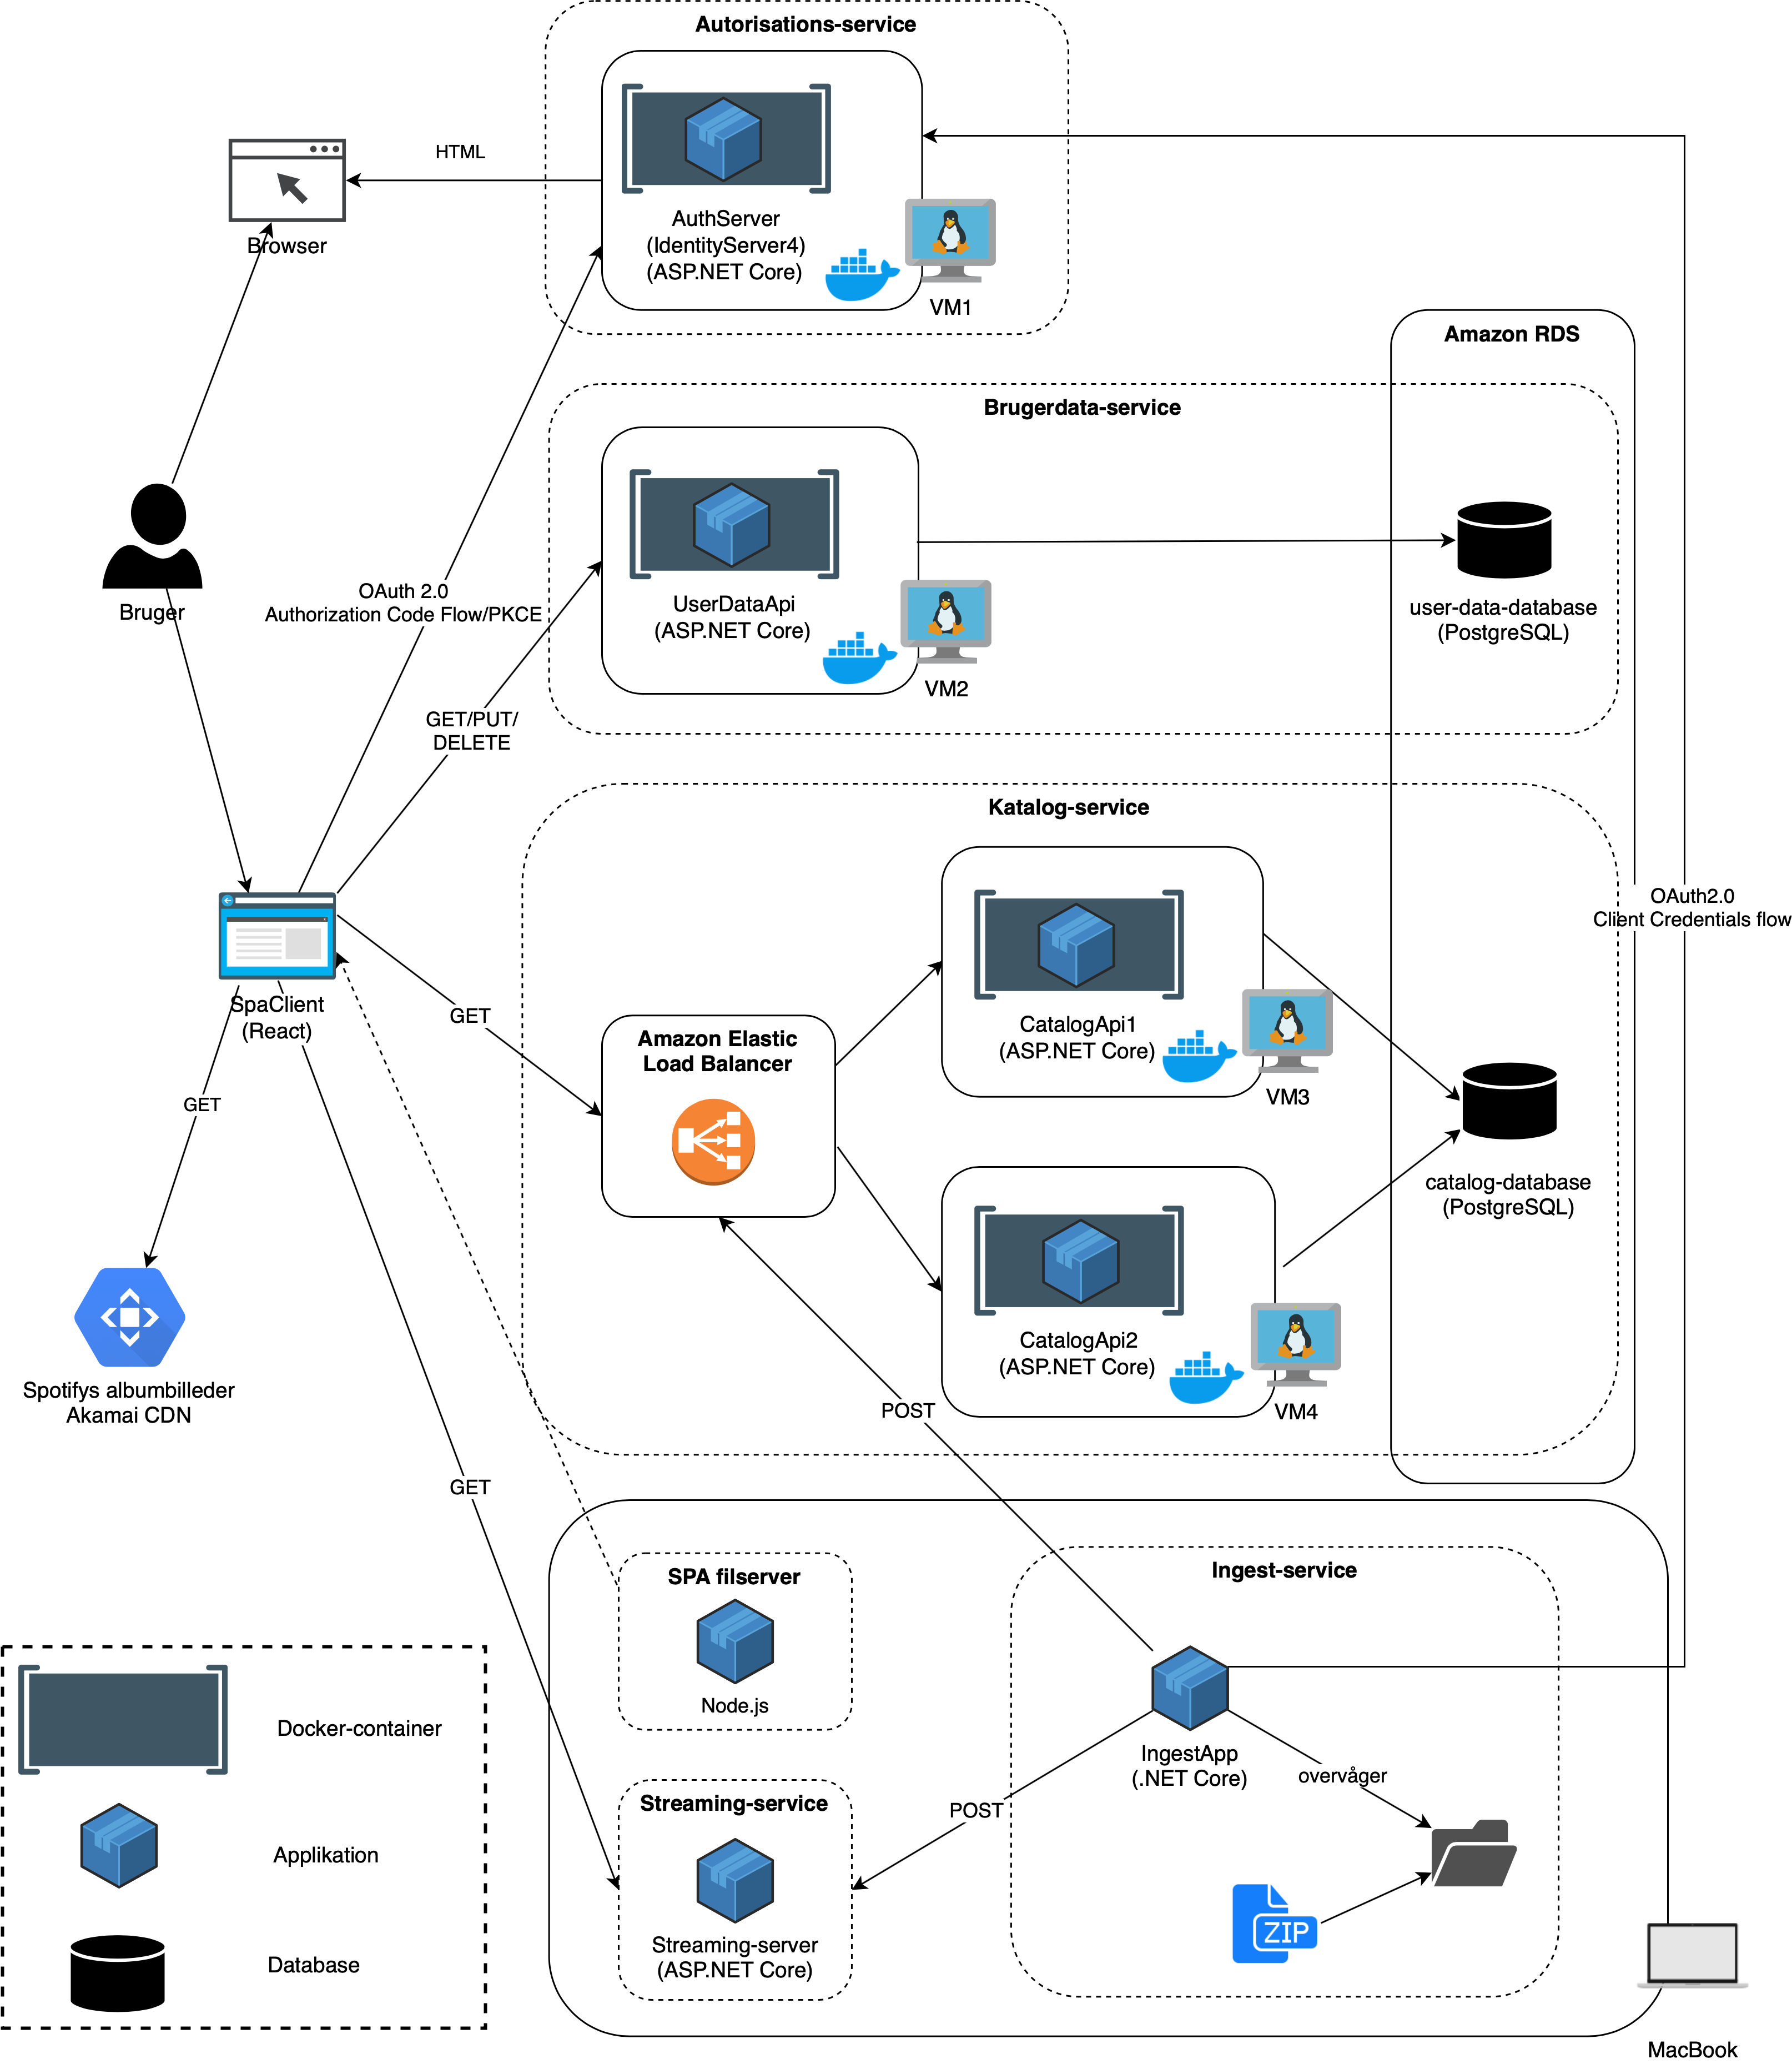 Autorisations-service
HTML
AuthServer
(IdentityServer4)
(ASP.NET Core)
VM1
Browser
Amazon RDS
Brugerdata-service
UserDataApi
(ASP.NET Core)
VM2
user-data-database
(PostgreSQL)
Bruger
OAuth 2.0
Authorization Code Flow/PKCE
GET/PUT/
DELETE
Katalog-service
OAuth2.0
Client Credentials flow
SpaClient
(React)
GET
Amazon Elastic
Load Balancer
CatalogApi1
(ASP.NET Core)
VM3
GET
catalog-database
(PostgreSQL)
CatalogApi2
(ASP.NET Core)
VM4
Spotifys albumbilleder
Akamai CDN
POST
GET
SPA filserver
Node.js
Ingest-service
IngestApp
(.NET Core)
overvåger
POST
Streaming-service
Streaming-server
(ASP.NET Core)
ZIP
MacBook
Docker-container
Applikation
Database